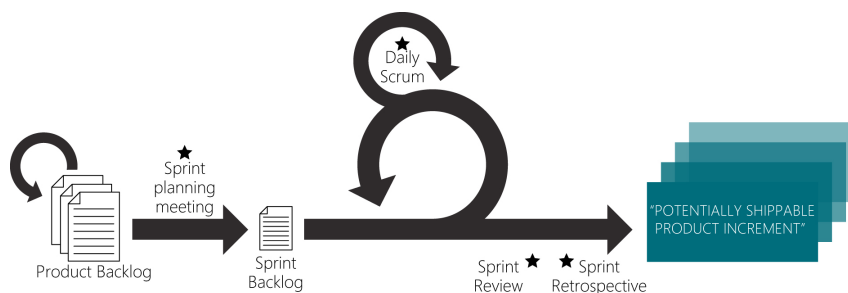 Daily
Scrum
Sprint
planning
meeting
"POTENTIALLY SHIPPABLE
PRODUCT INCREMENT"
Product Backlog
Sprint
Backlog
Sprint
Review
Sprint
Retrospective